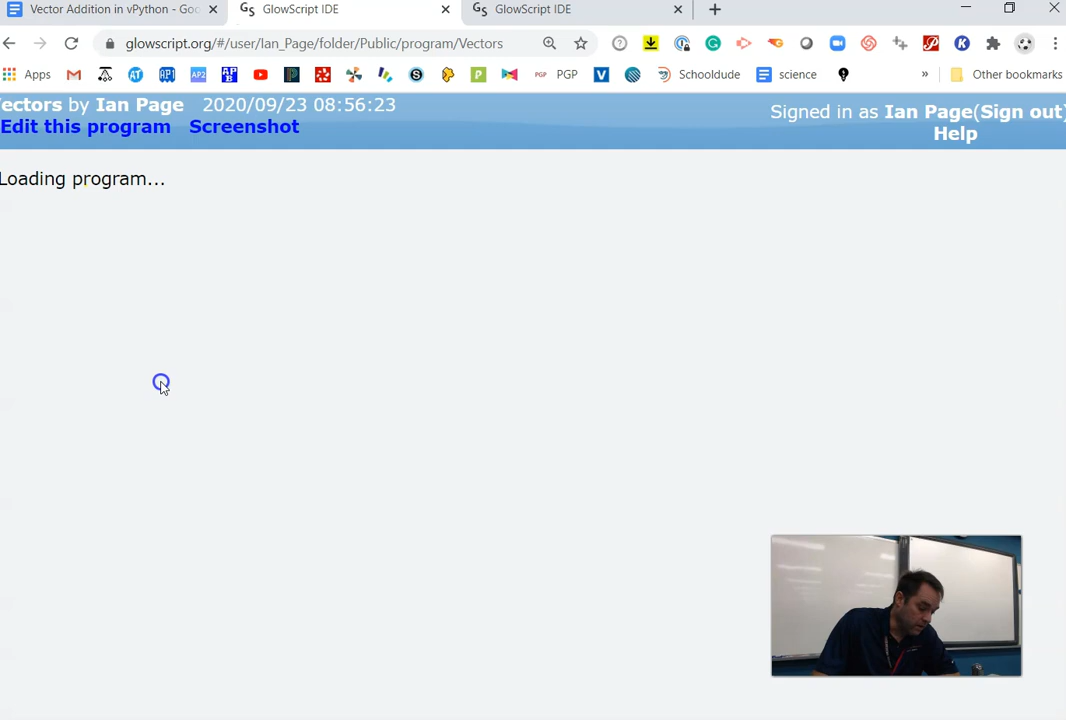 Vector Addition in vPython - Goo
GlowScript IDE
GlowScript IDE
glowscript.org/#/user/Ian_Page/folder/Public/program/Vectors
Apps
PGP
PGP
Schooldude
science
»
Other bookmarks
ectors by Ian Page 2020/09/23 08:56:23
Signed in as Ian Page(Sign out)
Edit this program Screenshot
Help
Loading program...